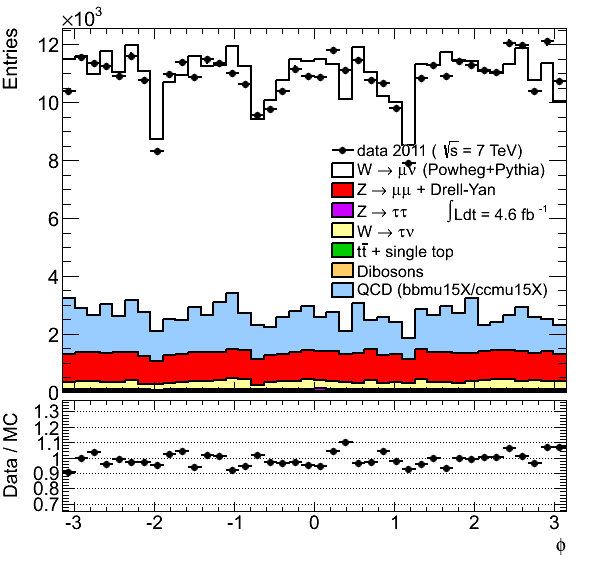 ×10³
Entries
12
10
8
6
4
2
0
data 2011 ( √s = 7 TeV)
W → μν (Powheg+Pythia)
Z → μμ + Drell-Yan
Z → ττ
∫Ldt = 4.6 fb⁻¹
W → τν
tt̄ + single top
Dibosons
QCD (bbmu15X/ccmu15X)
Data / MC
1.3
1.2
1.1
1
0.9
0.8
0.7
-3 -2 -1 0 1 2 3
ϕ